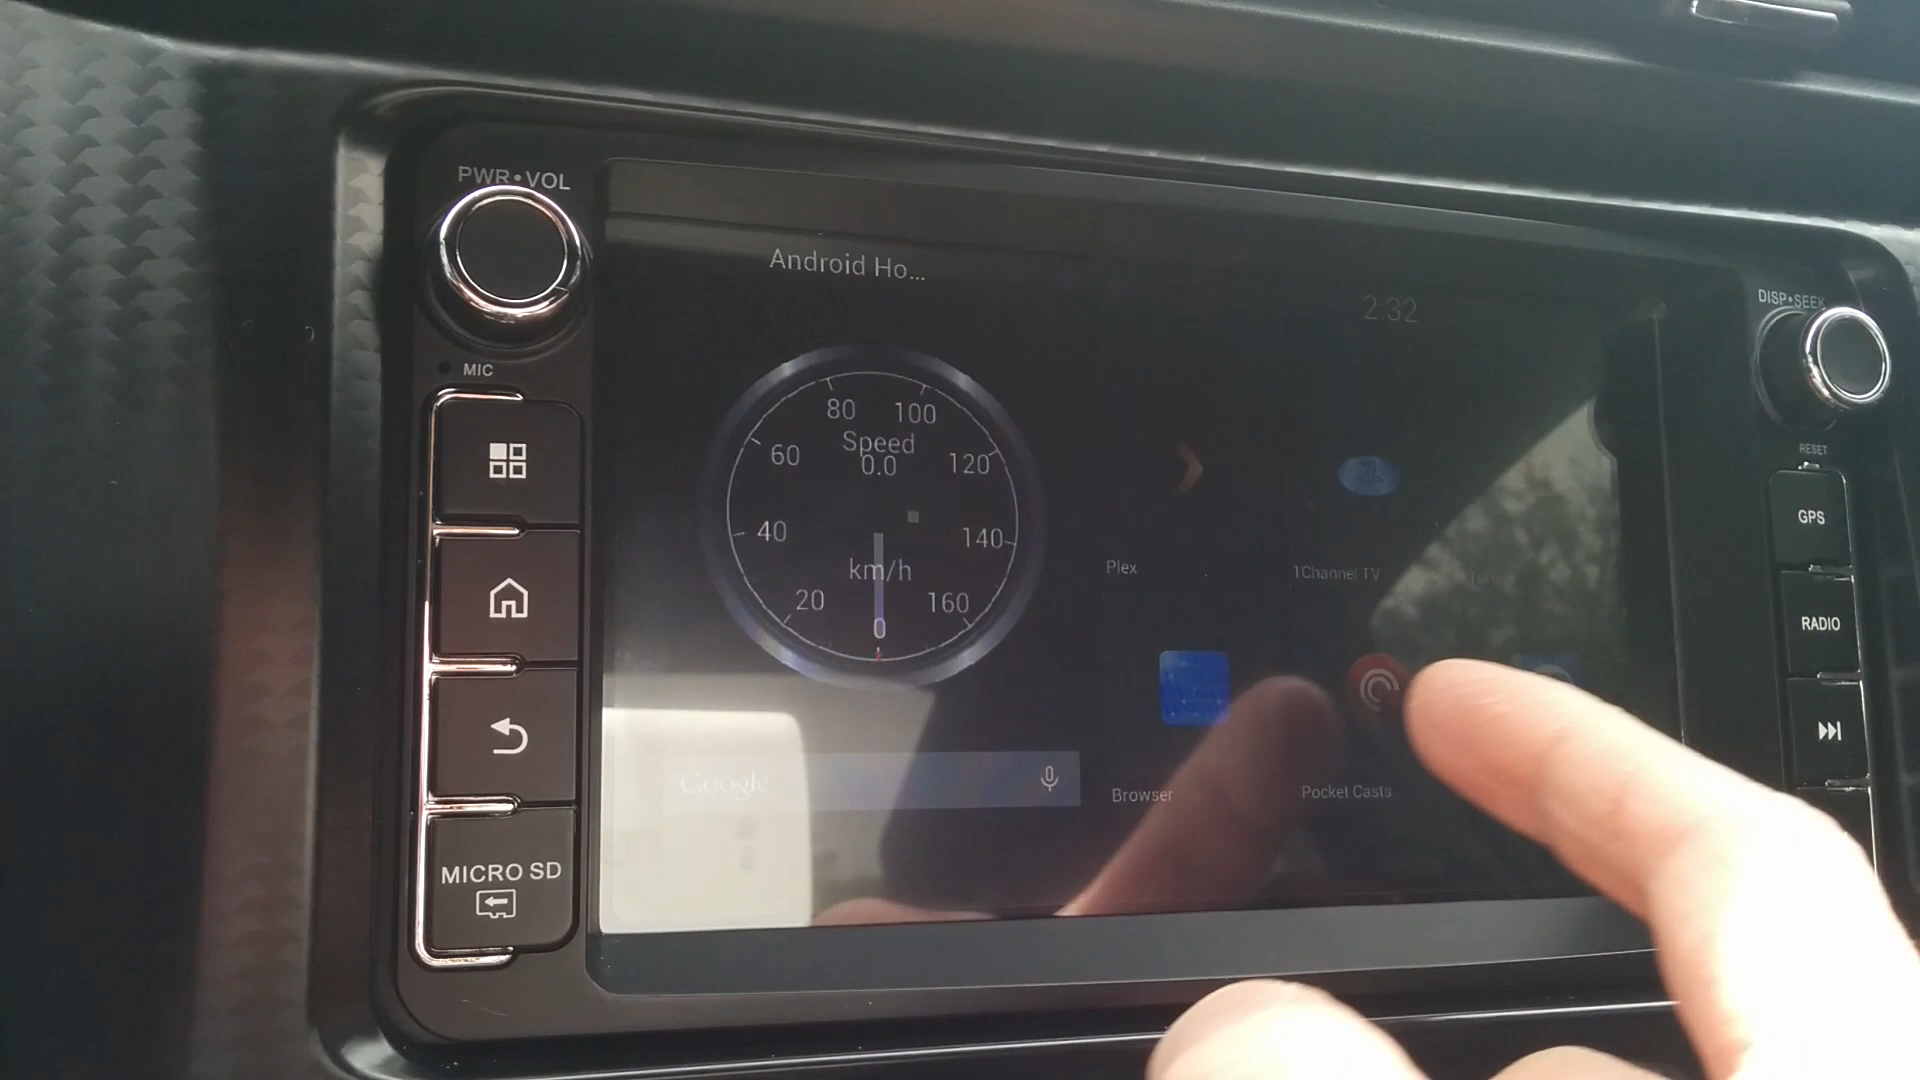 PWR•VOL
MIC
MICRO SD
Android Ho...
2:32
80
100
Speed
0.0
60
120
40
140
km/h
20
160
0
Google
Plex
1Channel TV
Browser
Pocket Casts
DISP•SEEK
RESET
GPS
RADIO